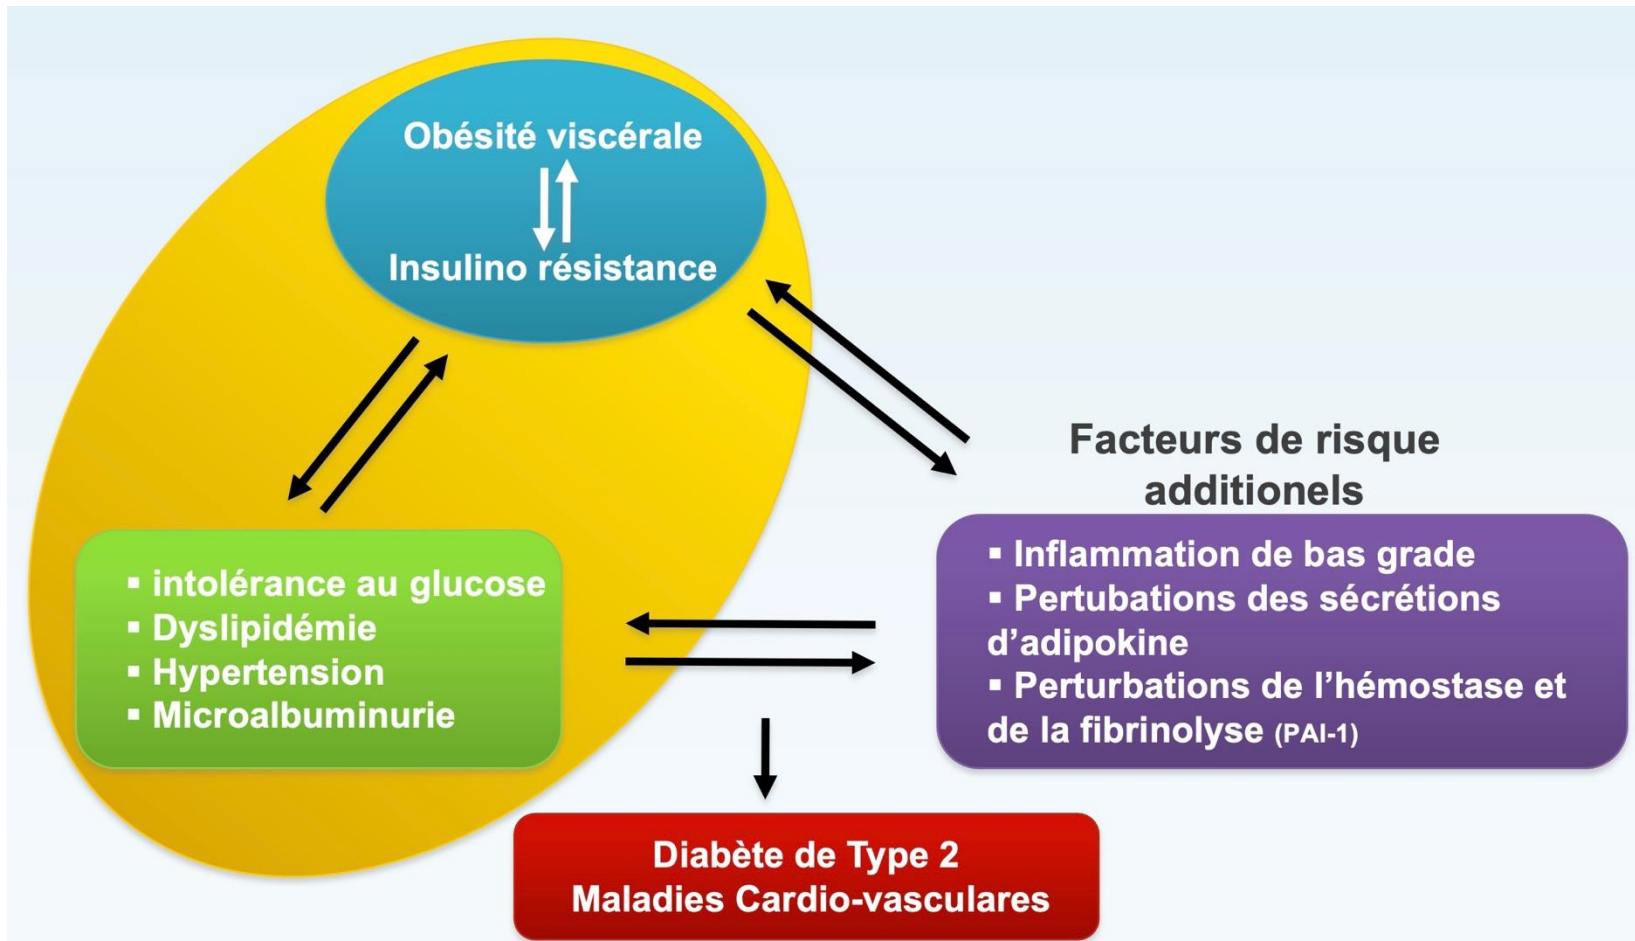 Obésité viscérale
Insulino résistance
Facteurs de risque
additionels
▪ intolérance au glucose
▪ Dyslipidémie
▪ Hypertension
▪ Microalbuminurie
▪ Inflammation de bas grade
▪ Pertubations des sécrétions
d’adipokine
▪ Perturbations de l’hémostase et
de la fibrinolyse (PAI-1)
Diabète de Type 2
Maladies Cardio-vasculares